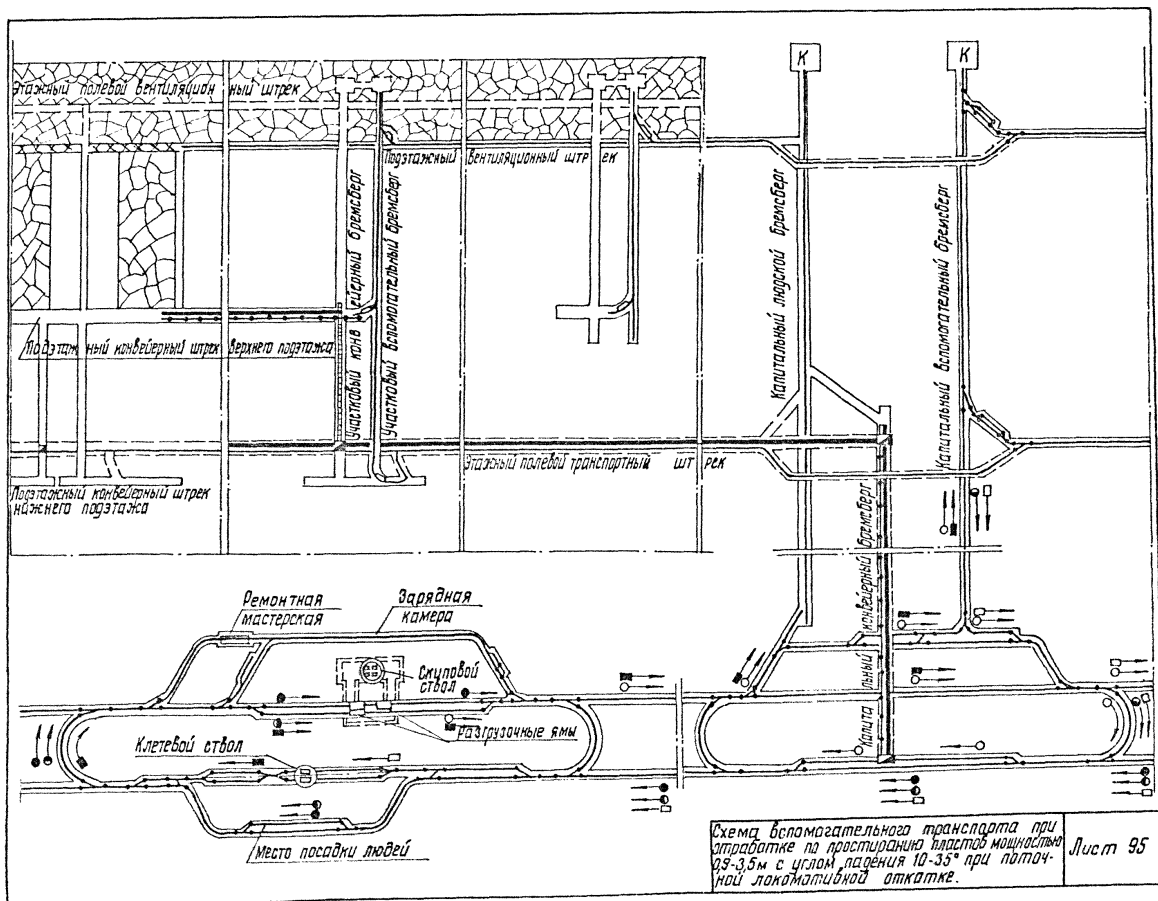 К
К
Этажный полевой вентиляционный штрек
Подэтажный вентиляционный штрек
Участковый конвейерный бремсберг
Участковый вспомогательный бремсберг
Капитальный людской бремсберг
Капитальный вспомогательный бремсберг
Подэтажный конвейерный штрек верхнего подэтажа
Этажный полевой транспортный штрек
Подэтажный конвейерный штрек
нижнего подэтажа
Капитальный конвейерный бремсберг
Ремонтная
мастерская
Зарядная
камера
Скуповой
ствол
Разгрузочные ямы
Клетевой ствол
Место посадки людей
Схема вспомогательного транспорта при
отработке по простиранию пластов мощностью
0,9-3,5м с углом падения 10-35° при поточ-
ной локомотивной откатке.
Лист 95